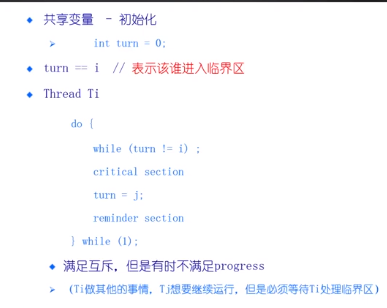 共享变量 - 初始化
int turn = 0;
turn == i // 表示该谁进入临界区
Thread Ti
do {
while (turn != i) ;
critical section
turn = j;
reminder section
} while (1);
满足互斥, 但是有时不满足progress
(Ti做其他的事情, Tj想要继续运行, 但是必须等待Ti处理临界区)